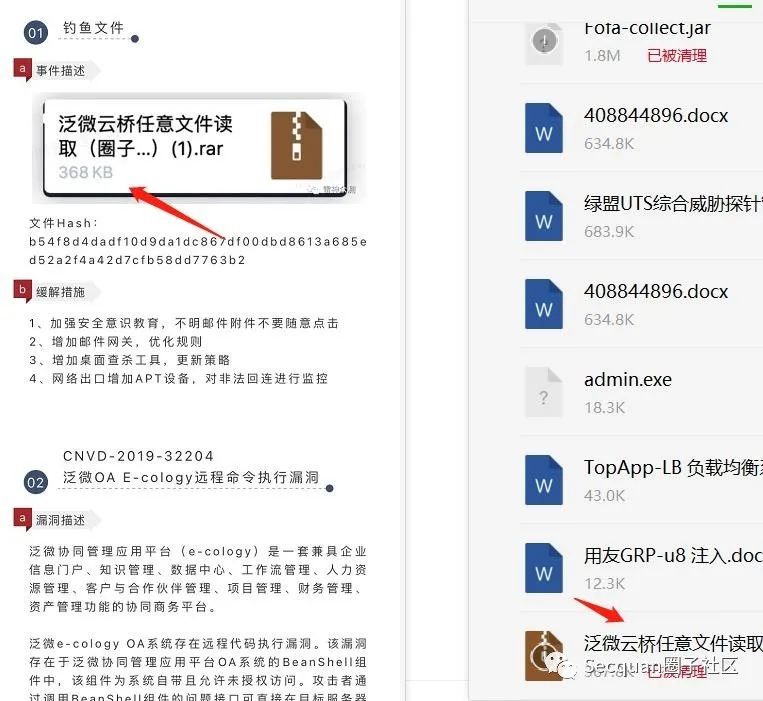 01
钓鱼文件
a
事件描述
泛微云桥任意文件读
取（圈子...）(1).rar
368 KB
文件Hash：
b54f8d4dadf10d9da1dc867df00dbd8613a685e
d52a2f4a42d7cfb58dd7763b2
b
缓解措施
1、加强安全意识教育，不明邮件附件不要随意点击
2、增加邮件网关，优化规则
3、增加桌面查杀工具，更新策略
4、网络出口增加APT设备，对非法回连进行监控
CNVD-2019-32204
02
泛微OA E-cology远程命令执行漏洞
a
漏洞描述
泛微协同管理应用平台（e-cology）是一套兼具企业
信息门户、知识管理、数据中心、工作流管理、人力资
源管理、客户与合作伙伴管理、项目管理、财务管理、
资产管理功能的协同商务平台。
泛微e-cology OA系统存在远程代码执行漏洞。该漏洞
存在于泛微协同管理应用平台OA系统的BeanShell组
件中，该组件为系统自带且允许未授权访问。攻击者通
过调用BeanShell组件的问题接口可直接在目标服务器
Fofa-collect.jar
1.8M 已被清理
W
408844896.docx
634.8K
W
绿盟UTS综合威胁探针
683.9K
W
408844896.docx
634.8K
?
admin.exe
18.3K
W
TopApp-LB 负载均衡
43.0K
W
用友GRP-u8 注入.doc
12.3K
泛微云桥任意文件读取
367.8K 已被清理
Secquan圈子社区